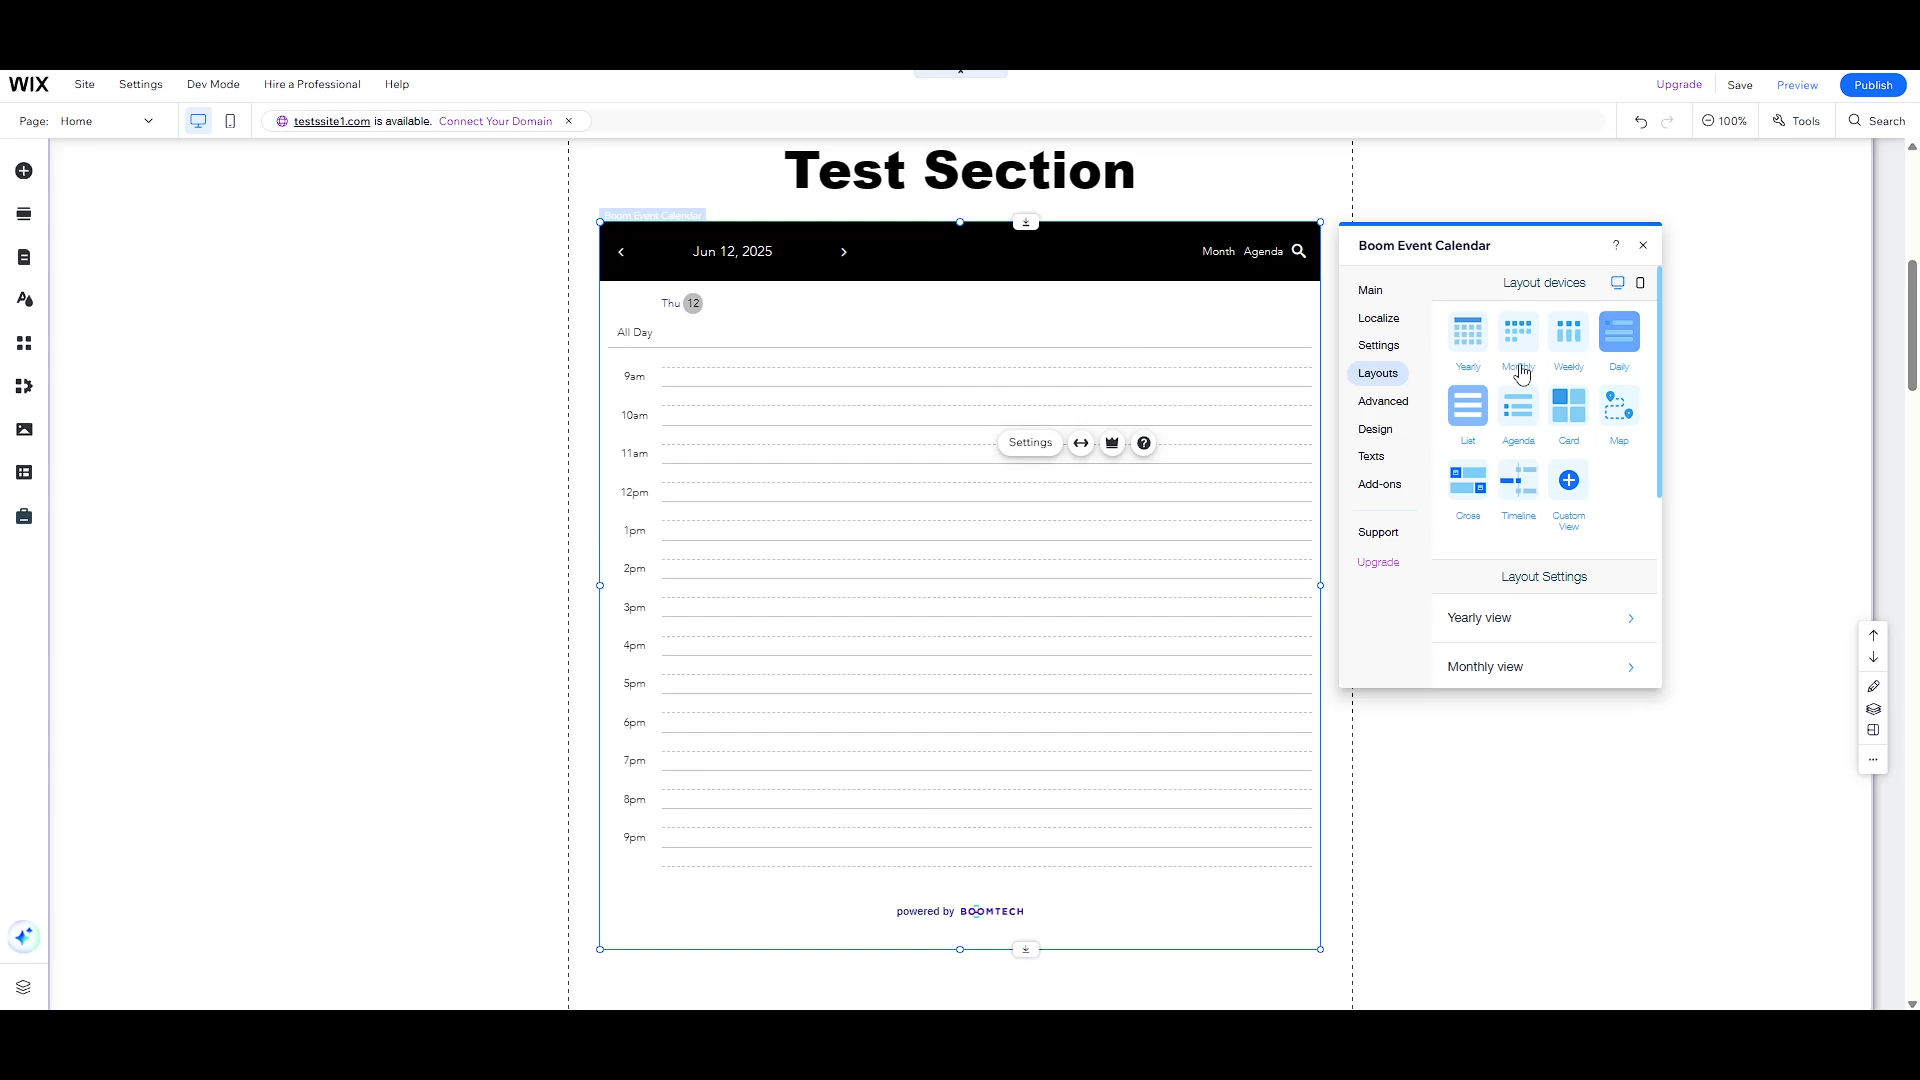 WIX Site Settings Dev Mode Hire a Professional Help Upgrade Save Preview Publish
Page: Home testssite1.com is available. Connect Your Domain 100% Tools Search
Test Section
Boom Event Calendar
Jun 12, 2025 Month Agenda
Thu 12
All Day
9am
10am
11am
12pm
1pm
2pm
3pm
4pm
5pm
6pm
7pm
8pm
9pm
Settings
powered by BOOMTECH
Boom Event Calendar ?
Main
Localize
Settings
Layouts
Advanced
Design
Texts
Add-ons
Support
Upgrade
Layout devices
Yearly Monthly Weekly Daily
List Agenda Card Map
Cross Timeline Custom
View
Layout Settings
Yearly view
Monthly view